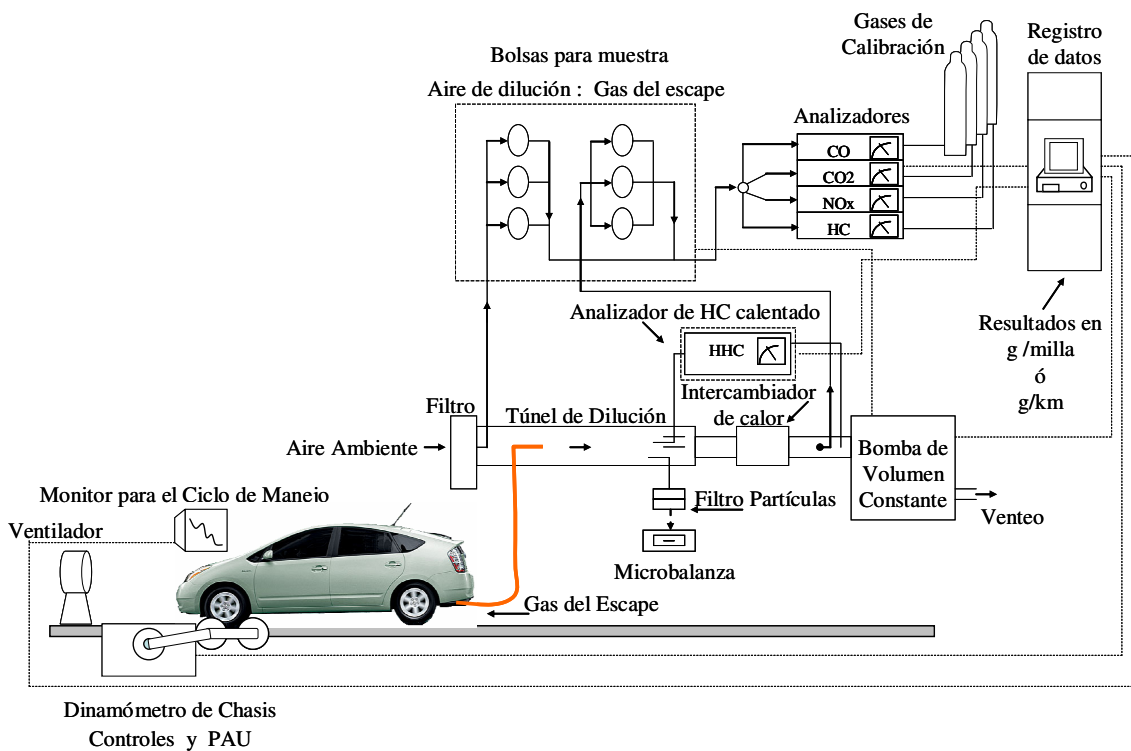 Gases de
Calibración
Registro
de datos
Bolsas para muestra
Aire de dilución : Gas del escape
Analizadores
CO
CO2
NOx
HC
Analizador de HC calentado
HHC
Resultados en
g /milla
ó
g/km
Intercambiador
de calor
Filtro
Túnel de Dilución
Aire Ambiente
Bomba de
Volumen
Constante
Monitor para el Ciclo de Maneio
Filtro Partículas
Venteo
Ventilador
Microbalanza
Gas del Escape
Dinamómetro de Chasis
Controles y PAU